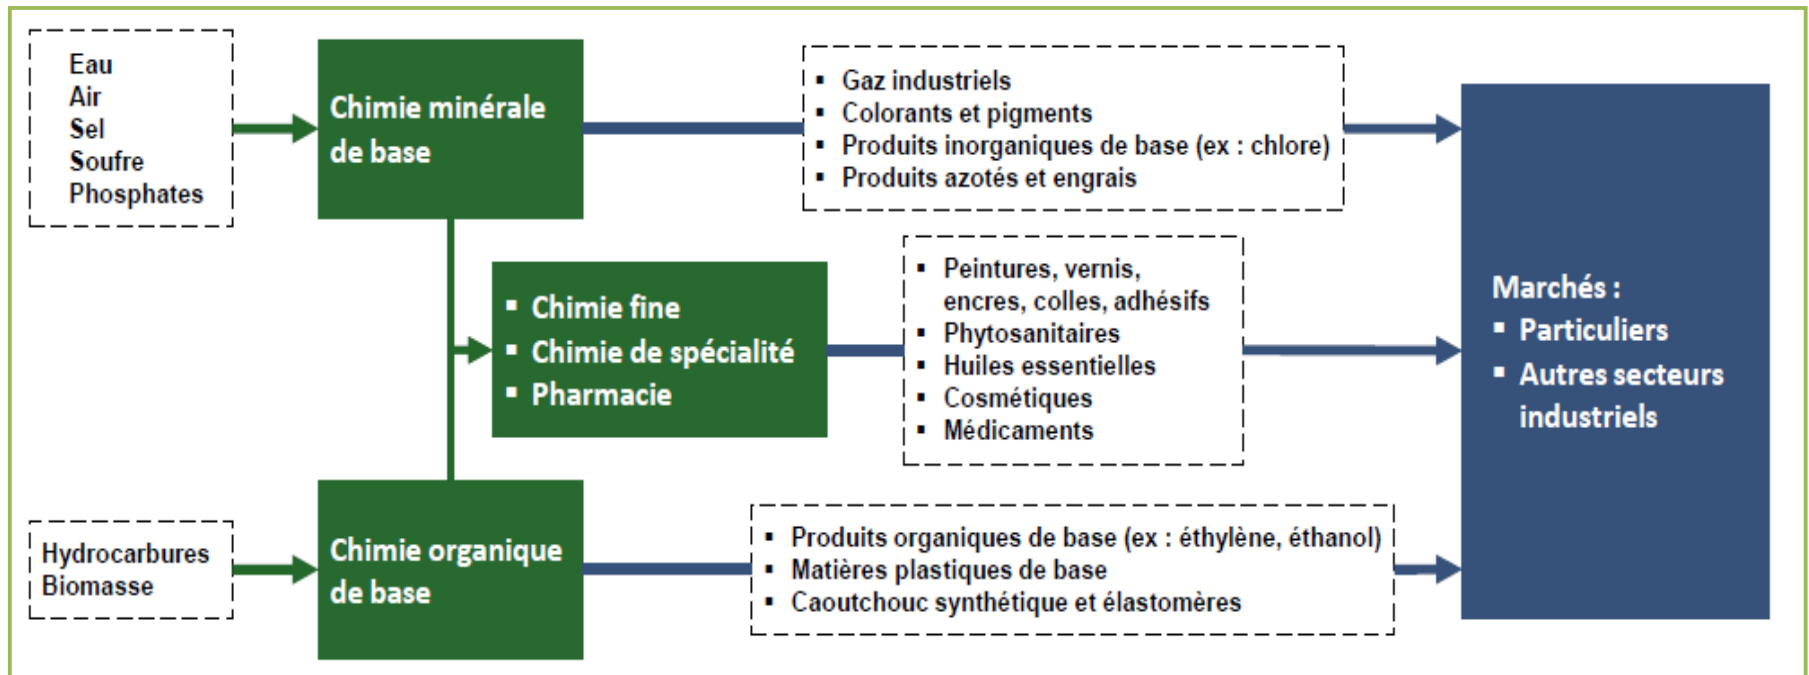 Eau
Air
Sel
Soufre
Phosphates
Chimie minérale
de base
▪ Gaz industriels
▪ Colorants et pigments
▪ Produits inorganiques de base (ex : chlore)
▪ Produits azotés et engrais
▪ Chimie fine
▪ Chimie de spécialité
▪ Pharmacie
▪ Peintures, vernis,
encres, colles, adhésifs
▪ Phytosanitaires
▪ Huiles essentielles
▪ Cosmétiques
▪ Médicaments
Marchés :
▪ Particuliers
▪ Autres secteurs
industriels
Hydrocarbures
Biomasse
Chimie organique
de base
▪ Produits organiques de base (ex : éthylène, éthanol)
▪ Matières plastiques de base
▪ Caoutchouc synthétique et élastomères